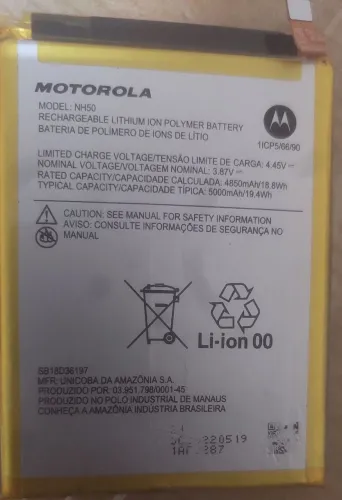 MOTOROLA
MODEL: NH50
RECHARGEABLE LITHIUM ION POLYMER BATTERY
BATERIA DE POLÍMERO DE IONS DE LÍTIO
1ICP5/66/90
LIMITED CHARGE VOLTAGE/TENSÃO LIMITE DE CARGA: 4.45V
NOMINAL VOLTAGE/VOLTAGEM NOMINAL: 3.87V
RATED CAPACITY/CAPACIDADE CALCULADA: 4850mAh/18.8Wh
TYPICAL CAPACITY/CAPACIDADE TÍPICA: 5000mAh/19.4Wh
CAUTION: SEE MANUAL FOR SAFETY INFORMATION
AVISO: CONSULTE INFORMAÇÕES DE SEGURANÇA NO
MANUAL
Li-ion 00
SB18D36197
MFR: UNICOBA DA AMAZÔNIA S.A.
PRODUZIDO POR: 03.951.798/0001-45
PRODUZIDO NO POLO INDUSTRIAL DE MANAUS
CONHEÇA A AMAZÔNIA INDÚSTRIA BRASILEIRA
220519
287